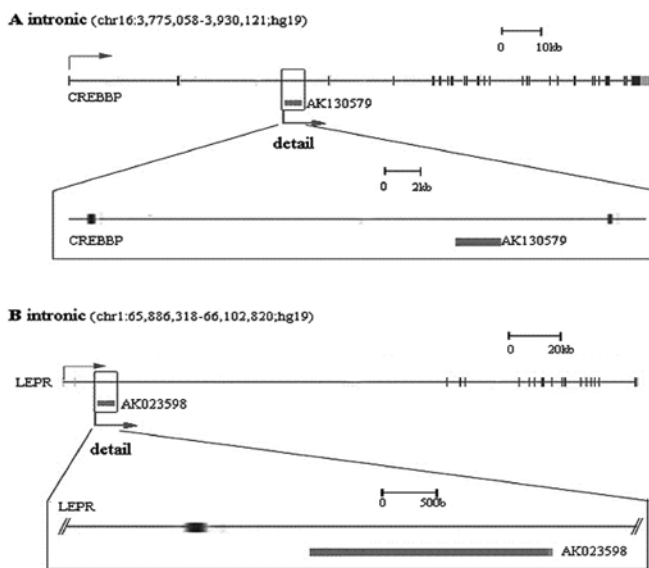 A intronic (chr16:3,775,058-3,930,121;hg19)
0 10kb
CREBBP
AK130579
detail
0 2kb
CREBBP
AK130579
B intronic (chr1:65,886,318-66,102,820;hg19)
0 20kb
LEPR
AK023598
detail
0 500b
LEPR
AK023598